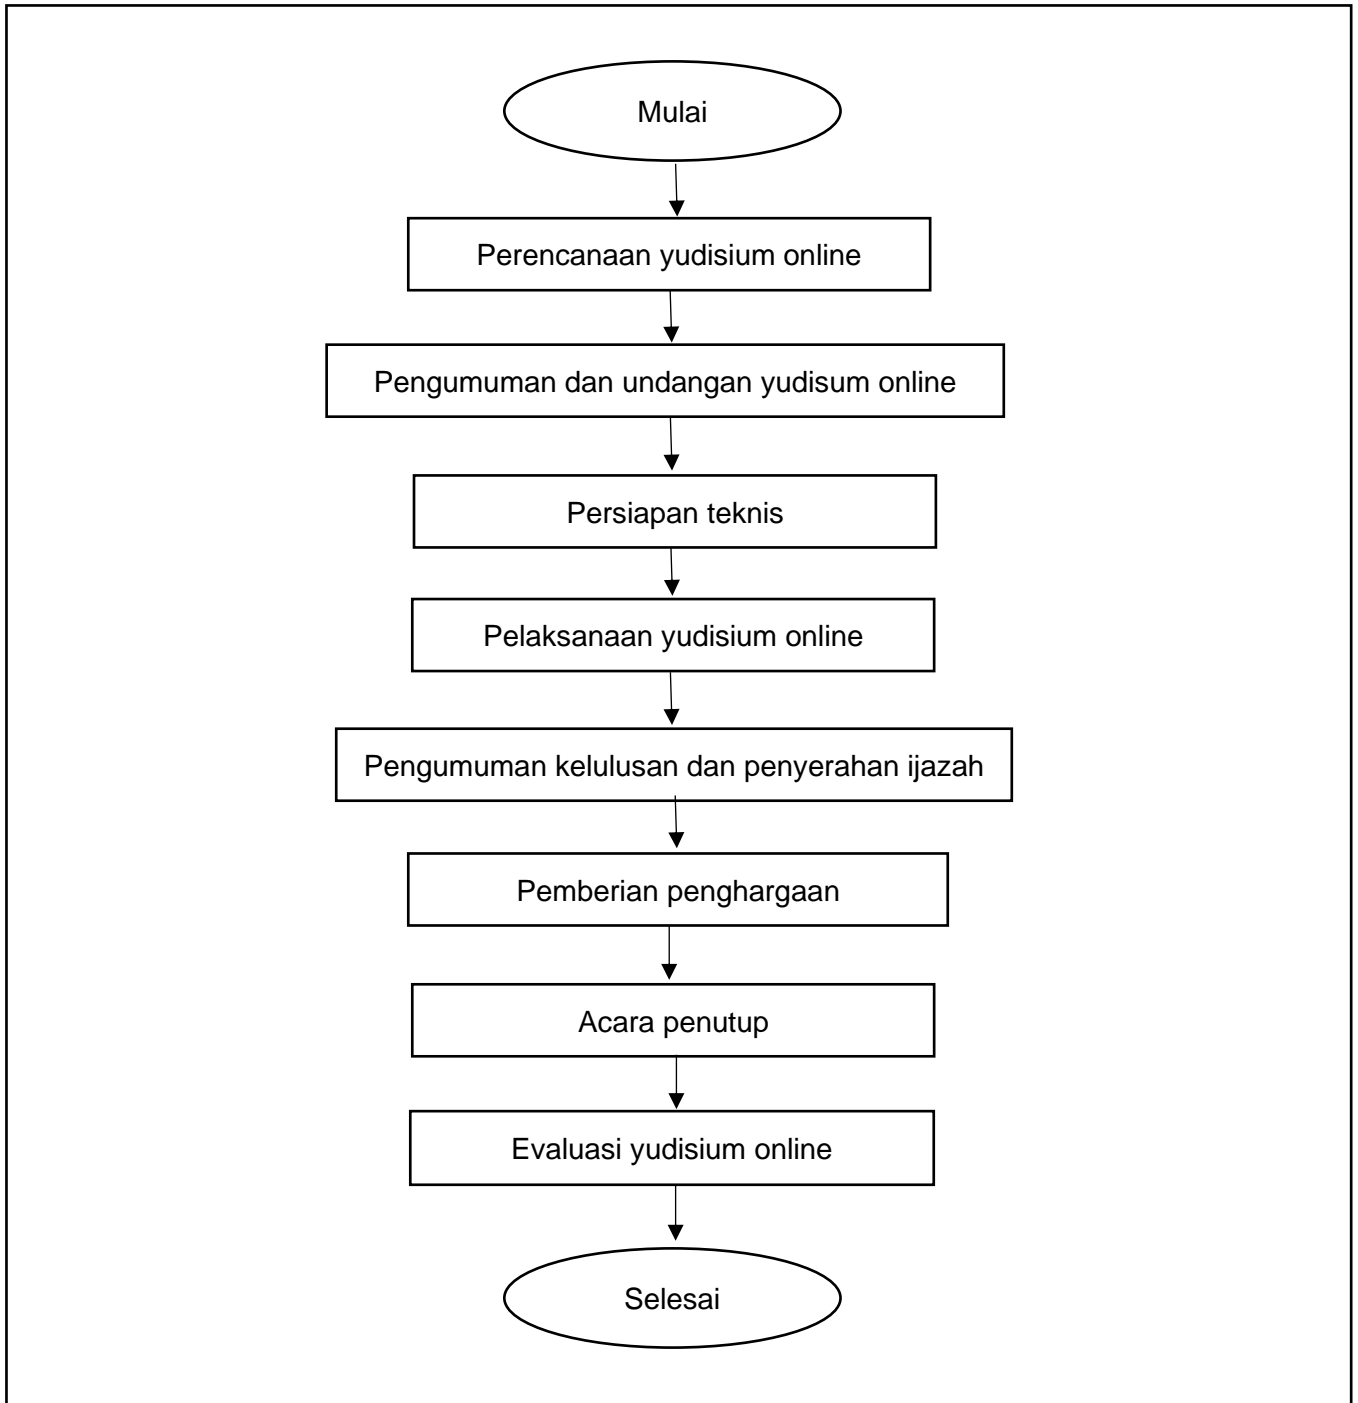 Mulai
Perencanaan yudisium online
Pengumuman dan undangan yudisum online
Persiapan teknis
Pelaksanaan yudisium online
Pengumuman kelulusan dan penyerahan ijazah
Pemberian penghargaan
Acara penutup
Evaluasi yudisium online
Selesai